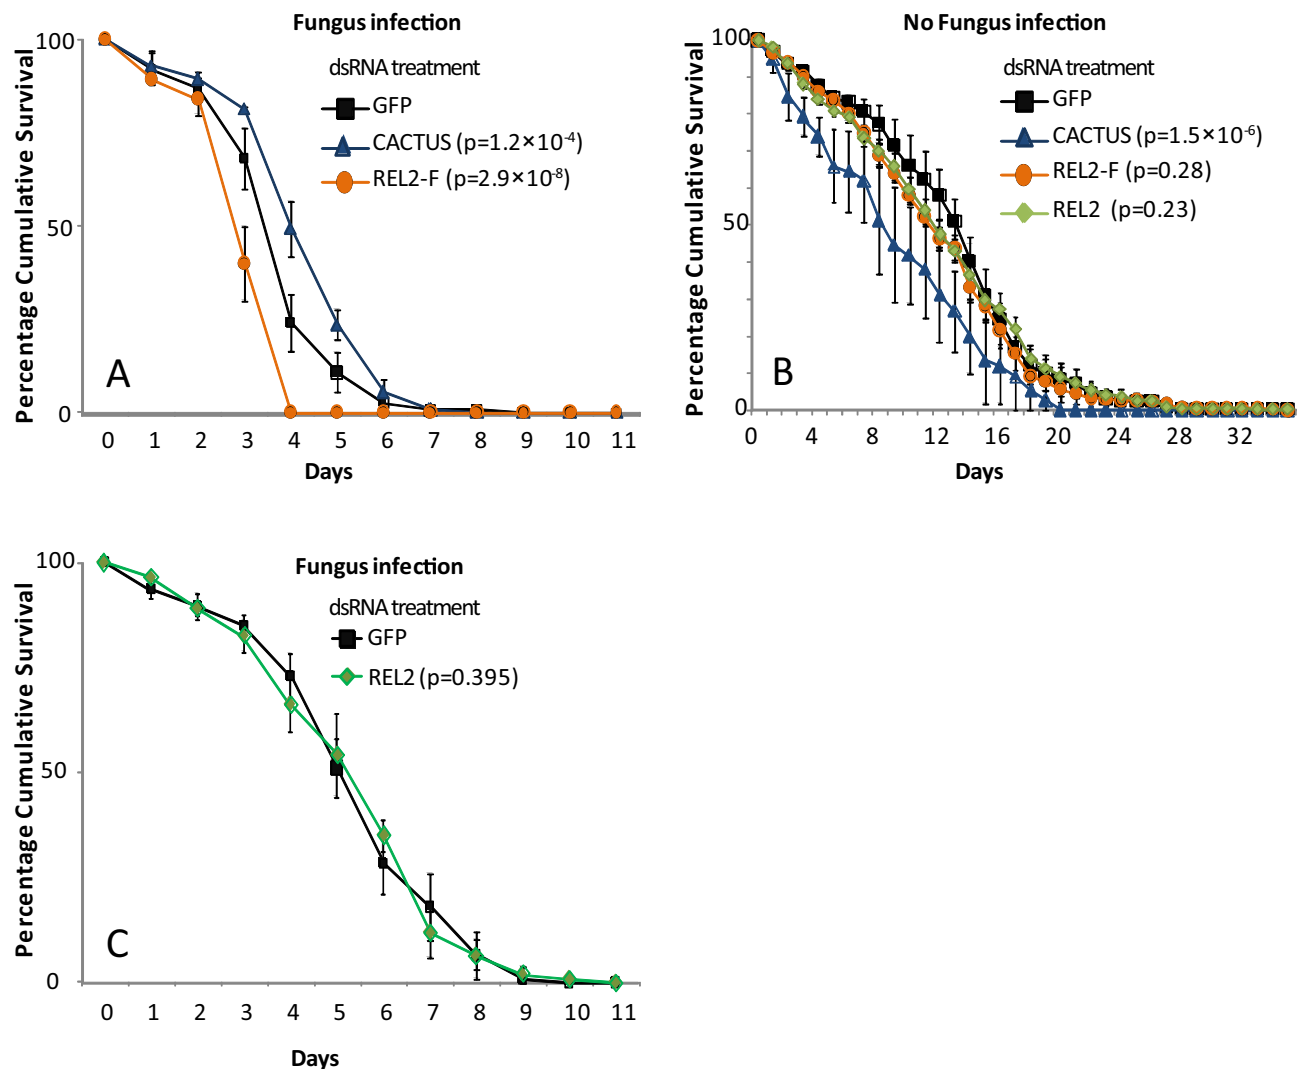 Fungus infection
Percentage Cumulative Survival
100
50
0
dsRNA treatment
GFP
CACTUS (p=1.2×10⁻⁴)
REL2-F (p=2.9×10⁻⁸)
A
0 1 2 3 4 5 6 7 8 9 10 11
Days
No Fungus infection
Percentage Cumulative Survival
100
50
0
dsRNA treatment
GFP
CACTUS (p=1.5×10⁻⁶)
REL2-F (p=0.28)
REL2 (p=0.23)
B
0 4 8 12 16 20 24 28 32
Days
Fungus infection
Percentage Cumulative Survival
100
50
0
dsRNA treatment
GFP
REL2 (p=0.395)
C
0 1 2 3 4 5 6 7 8 9 10 11
Days